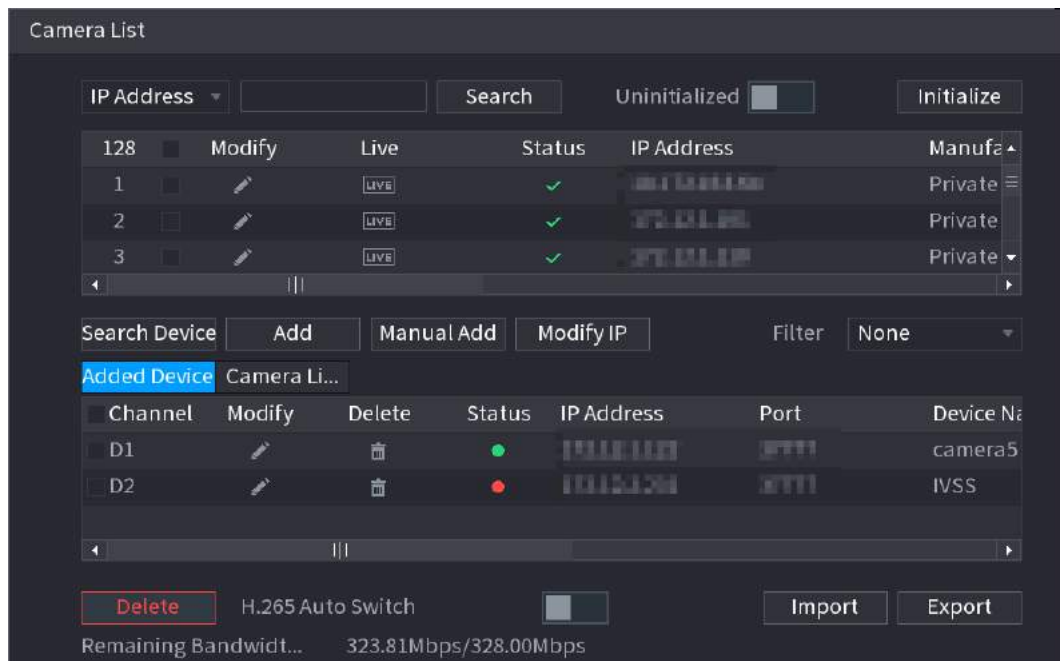 Camera List
IP Address Search Uninitialized Initialize
128 Modify Live Status IP Address Manufa
1 LIVE Private
2 LIVE Private
3 LIVE Private
Search Device Add Manual Add Modify IP Filter None
Added Device Camera Li...
Channel Modify Delete Status IP Address Port Device Na
D1 camera5
D2 IVSS
Delete H.265 Auto Switch Import Export
Remaining Bandwidt... 323.81Mbps/328.00Mbps